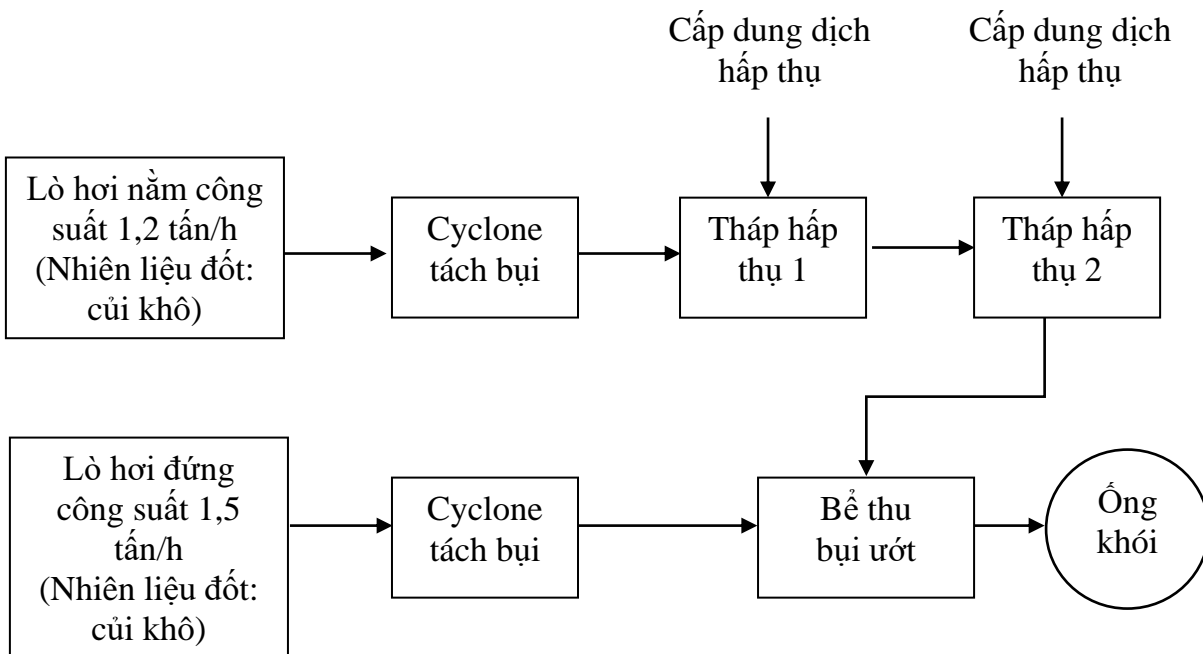 Cấp dung dịch
hấp thụ
Cấp dung dịch
hấp thụ
Lò hơi nằm công
suất 1,2 tấn/h
(Nhiên liệu đốt:
củi khô)
Cyclone
tách bụi
Tháp hấp
thụ 1
Tháp hấp
thụ 2
Lò hơi đứng
công suất 1,5
tấn/h
(Nhiên liệu đốt:
củi khô)
Cyclone
tách bụi
Bể thu
bụi ướt
Ống
khói